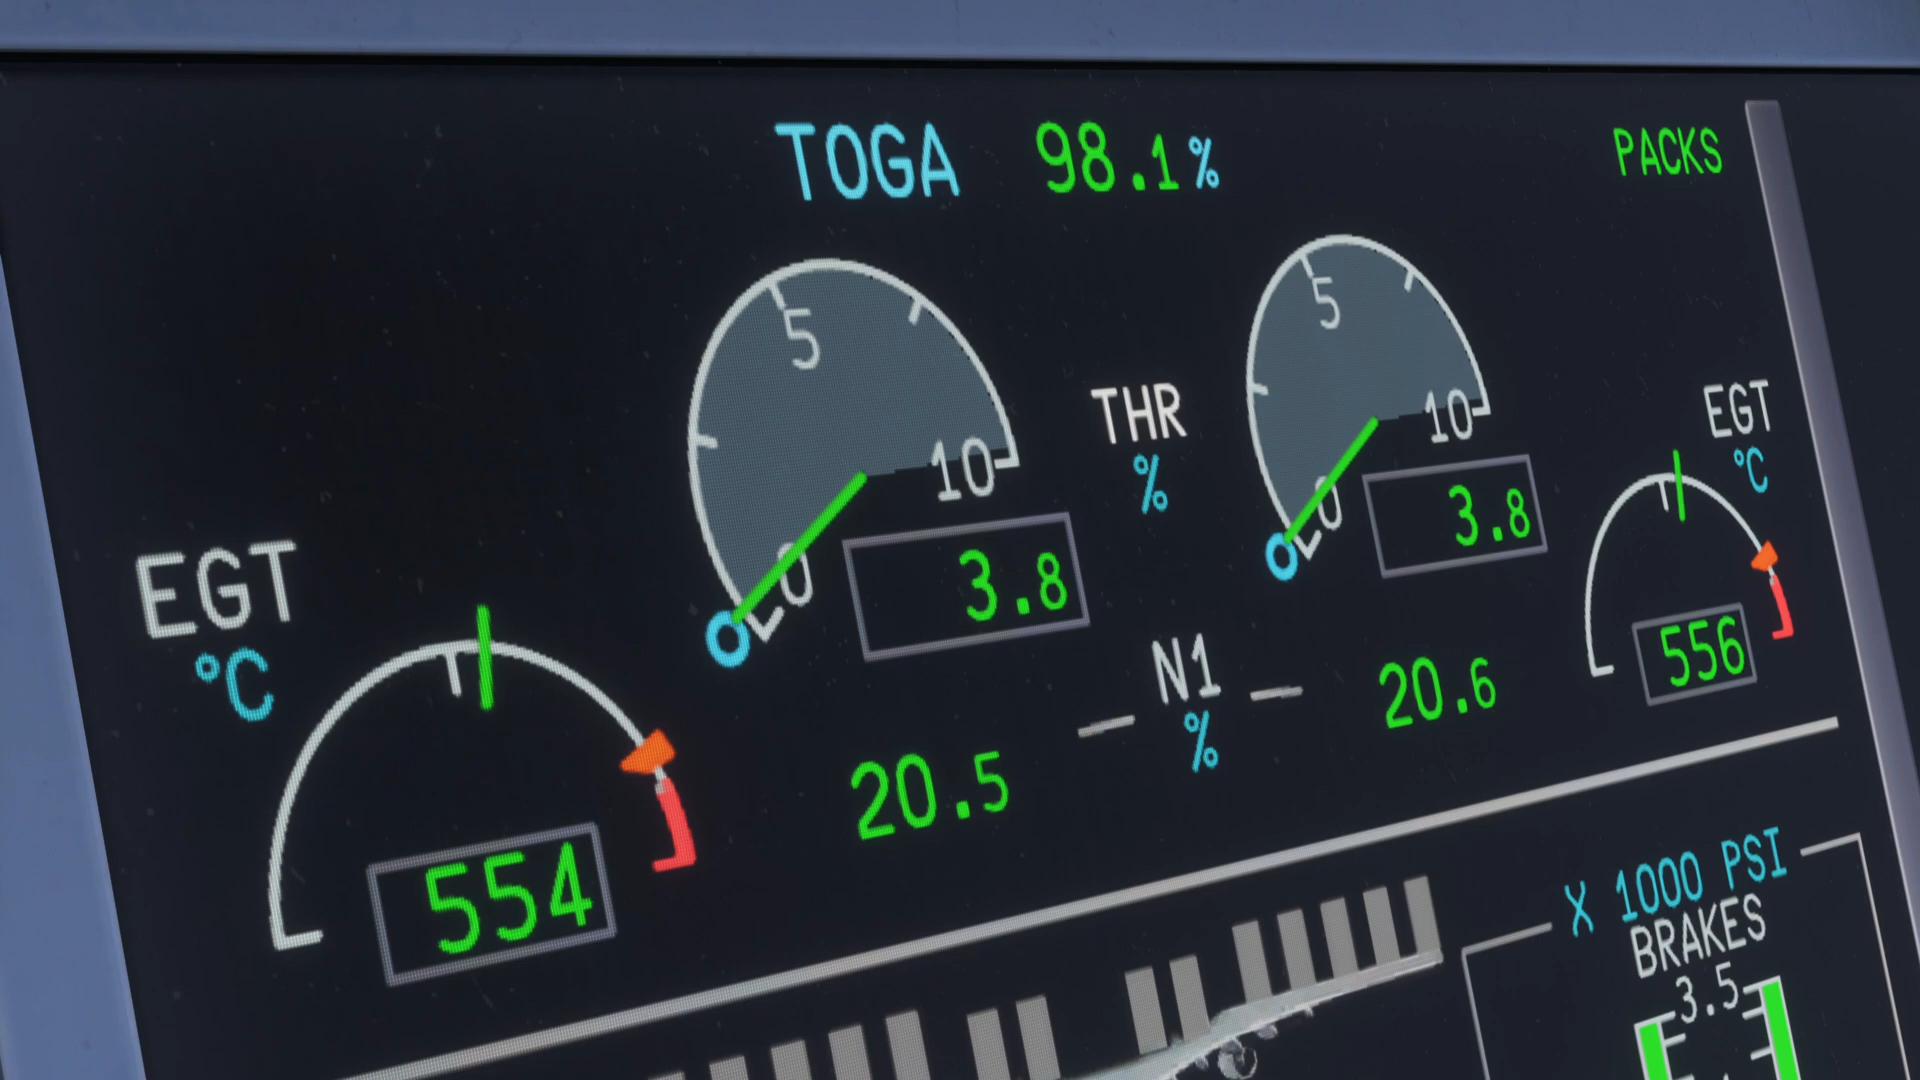 TOGA 98.1%
PACKS
5
10
0
3.8
THR
%
5
10
0
3.8
EGT
°C
554
EGT
°C
556
20.5
N1
%
20.6
X 1000 PSI
BRAKES
3.5